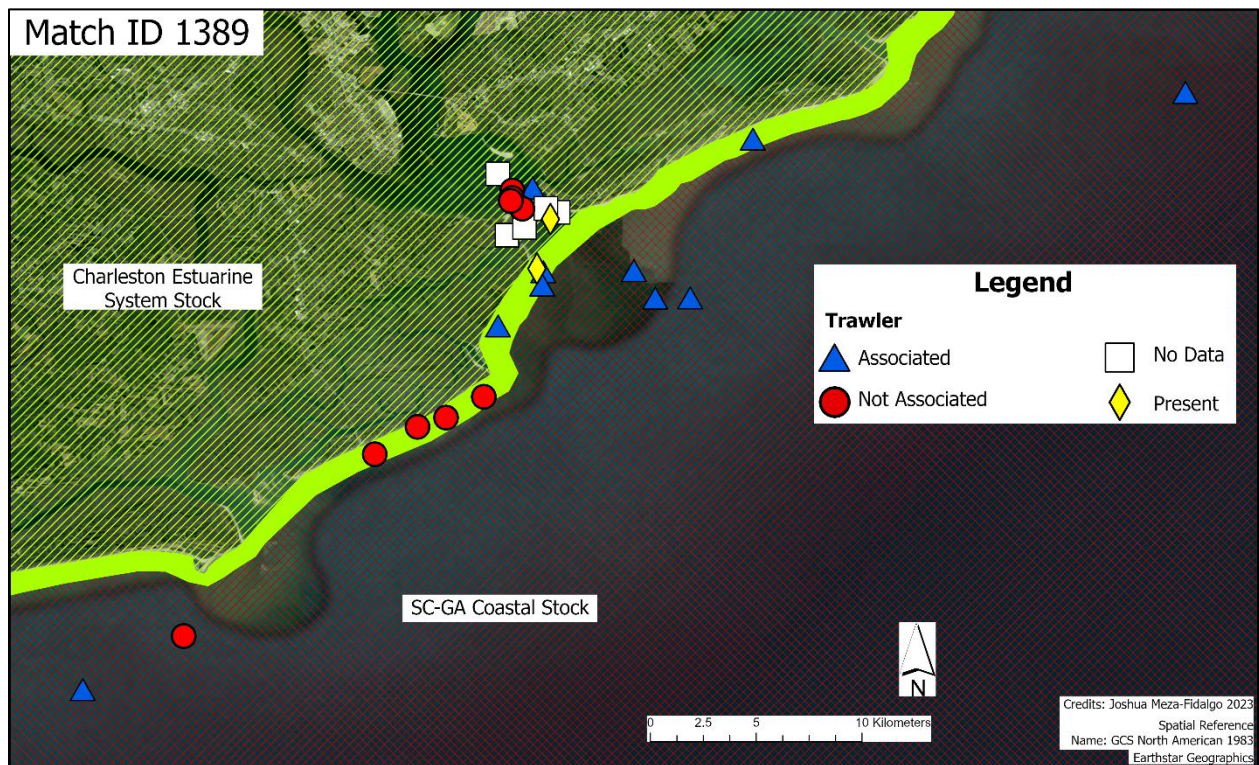 Match ID 1389
Charleston Estuarine
System Stock
Legend
Trawler
Associated
No Data
Not Associated
Present
SC-GA Coastal Stock
N
0 2.5 5 10 Kilometers
Credits: Joshua Meza-Fidalgo 2023
Spatial Reference
Name: GCS North American 1983
Earthstar Geographics